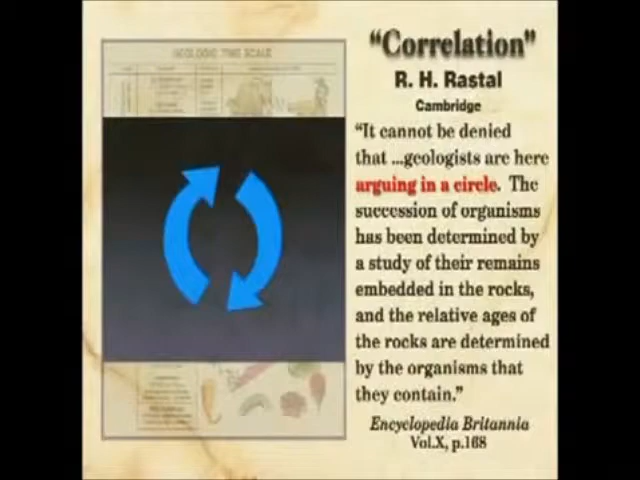 GEOLOGIC TIME SCALE
“Correlation”
R. H. Rastal
Cambridge
“It cannot be denied
that ...geologists are here
arguing in a circle. The
succession of organisms
has been determined by
a study of their remains
embedded in the rocks,
and the relative ages of
the rocks are determined
by the organisms that
they contain.”
Encyclopedia Britannia
Vol.X, p.168